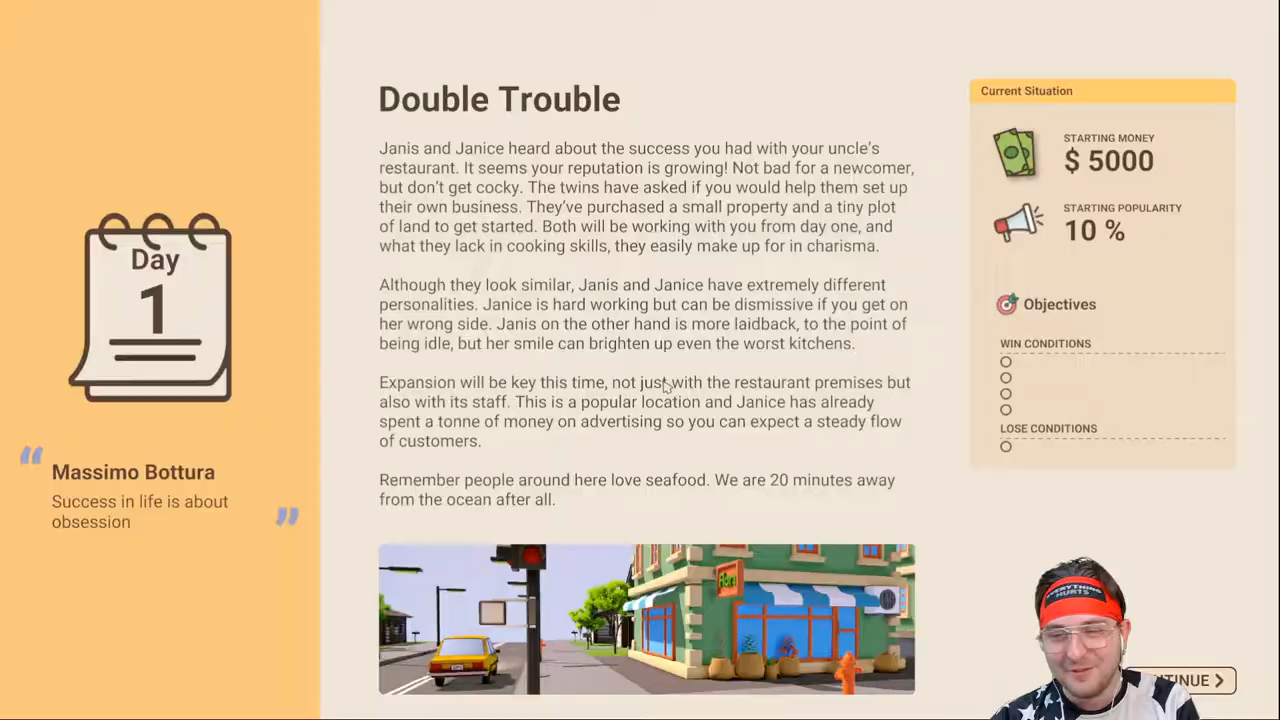 Double Trouble
Janis and Janice heard about the success you had with your uncle's
restaurant. It seems your reputation is growing! Not bad for a newcomer,
but don't get cocky. The twins have asked if you would help them set up
their own business. They've purchased a small property and a tiny plot
of land to get started. Both will be working with you from day one, and
what they lack in cooking skills, they easily make up for in charisma.
Although they look similar, Janis and Janice have extremely different
personalities. Janice is hard working but can be dismissive if you get on
her wrong side. Janis on the other hand is more laidback, to the point of
being idle, but her smile can brighten up even the worst kitchens.
Expansion will be key this time, not just with the restaurant premises but
also with its staff. This is a popular location and Janice has already
spent a tonne of money on advertising so you can expect a steady flow
of customers.
Remember people around here love seafood. We are 20 minutes away
from the ocean after all.
Day
1
“
Massimo Bottura
Success in life is about
obsession
”
Current Situation
STARTING MONEY
$ 5000
STARTING POPULARITY
10 %
Objectives
WIN CONDITIONS
LOSE CONDITIONS
EVERYTHING
HURTS